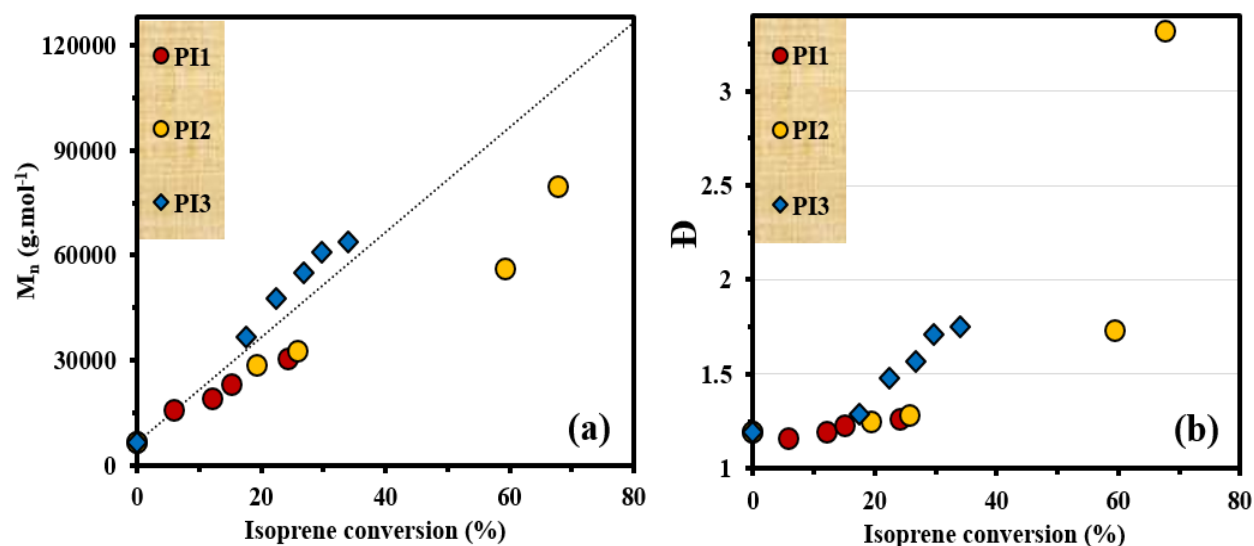 120000
90000
60000
30000
0
Mₙ (g.mol⁻¹)
PI1
PI2
PI3
(a)
0 20 40 60 80
Isoprene conversion (%)
3
2.5
2
1.5
1
Đ
PI1
PI2
PI3
(b)
0 20 40 60 80
Isoprene conversion (%)